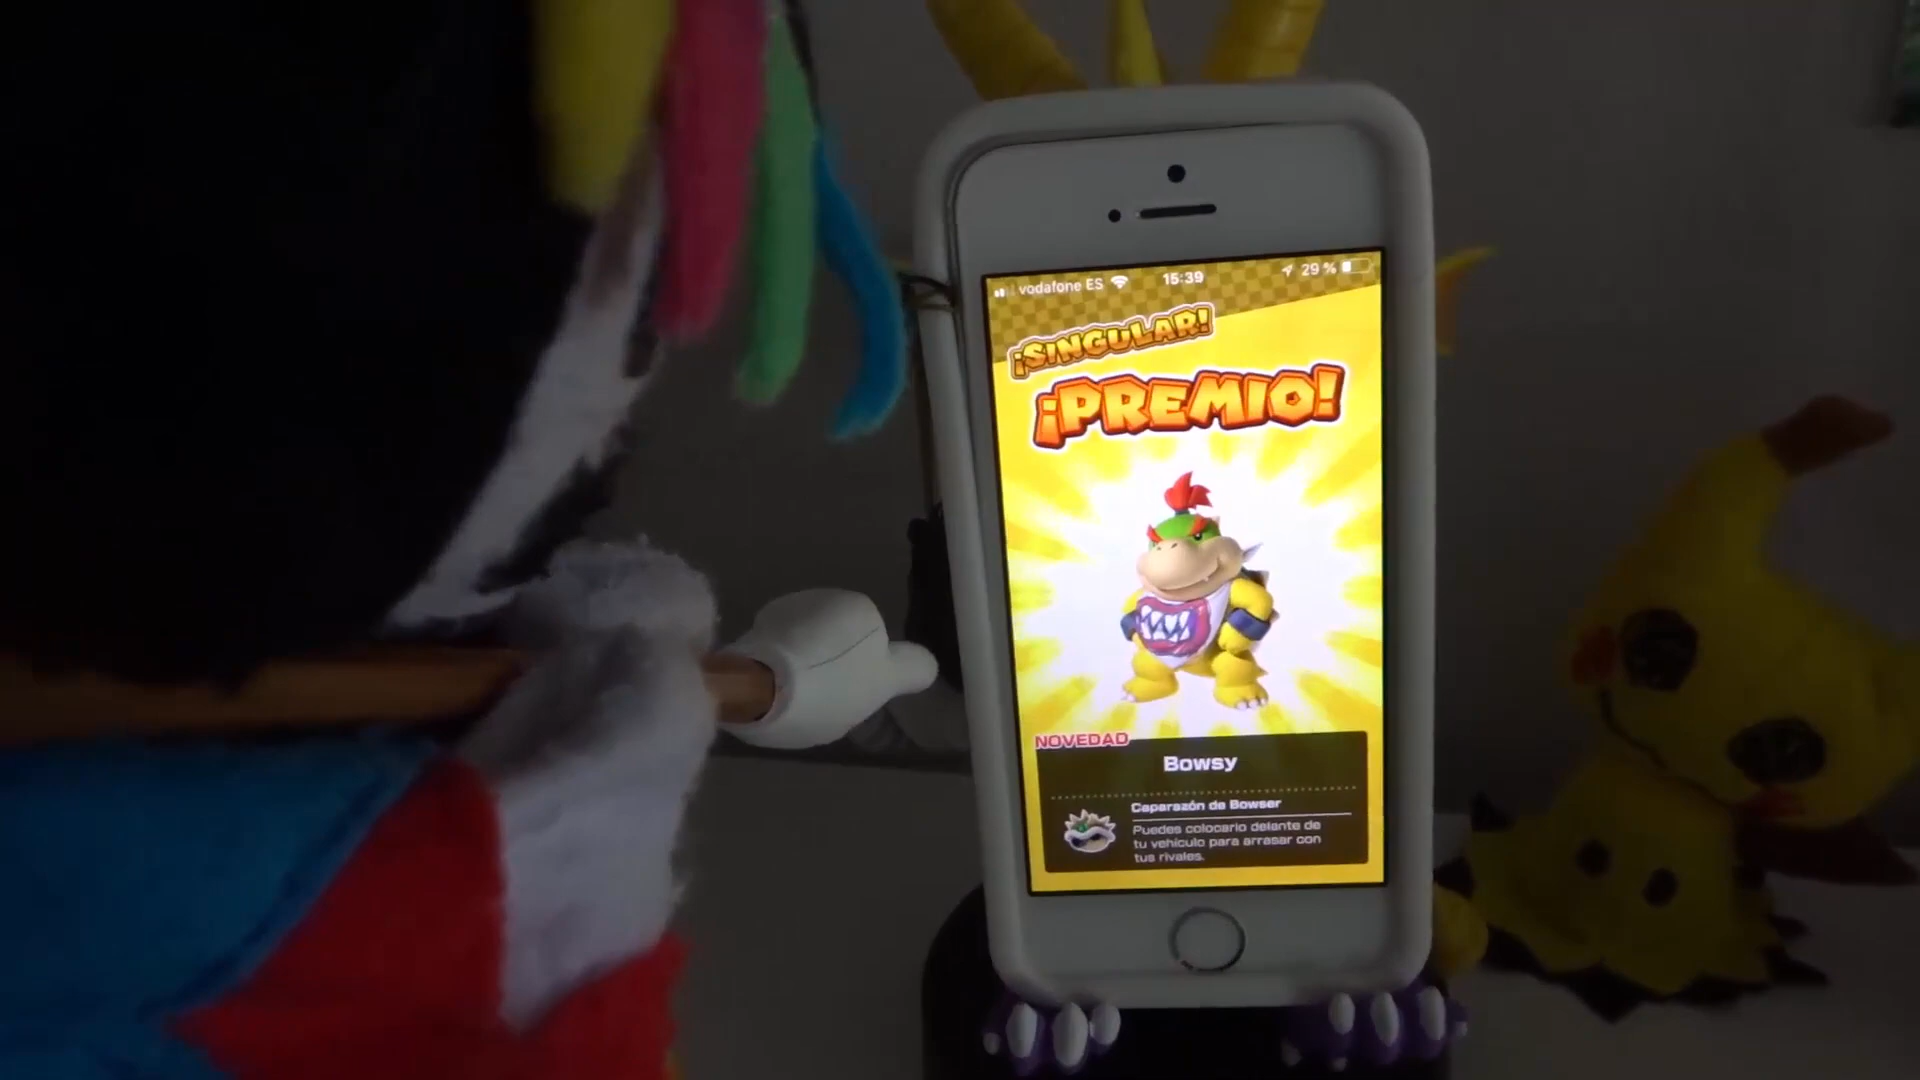 vodafone ES 15:39 29 %
¡SINGULAR!
¡PREMIO!
NOVEDAD
Bowsy
Caparazón de Bowser
Puedes colocarlo delante de
tu vehículo para arrasar con
tus rivales.